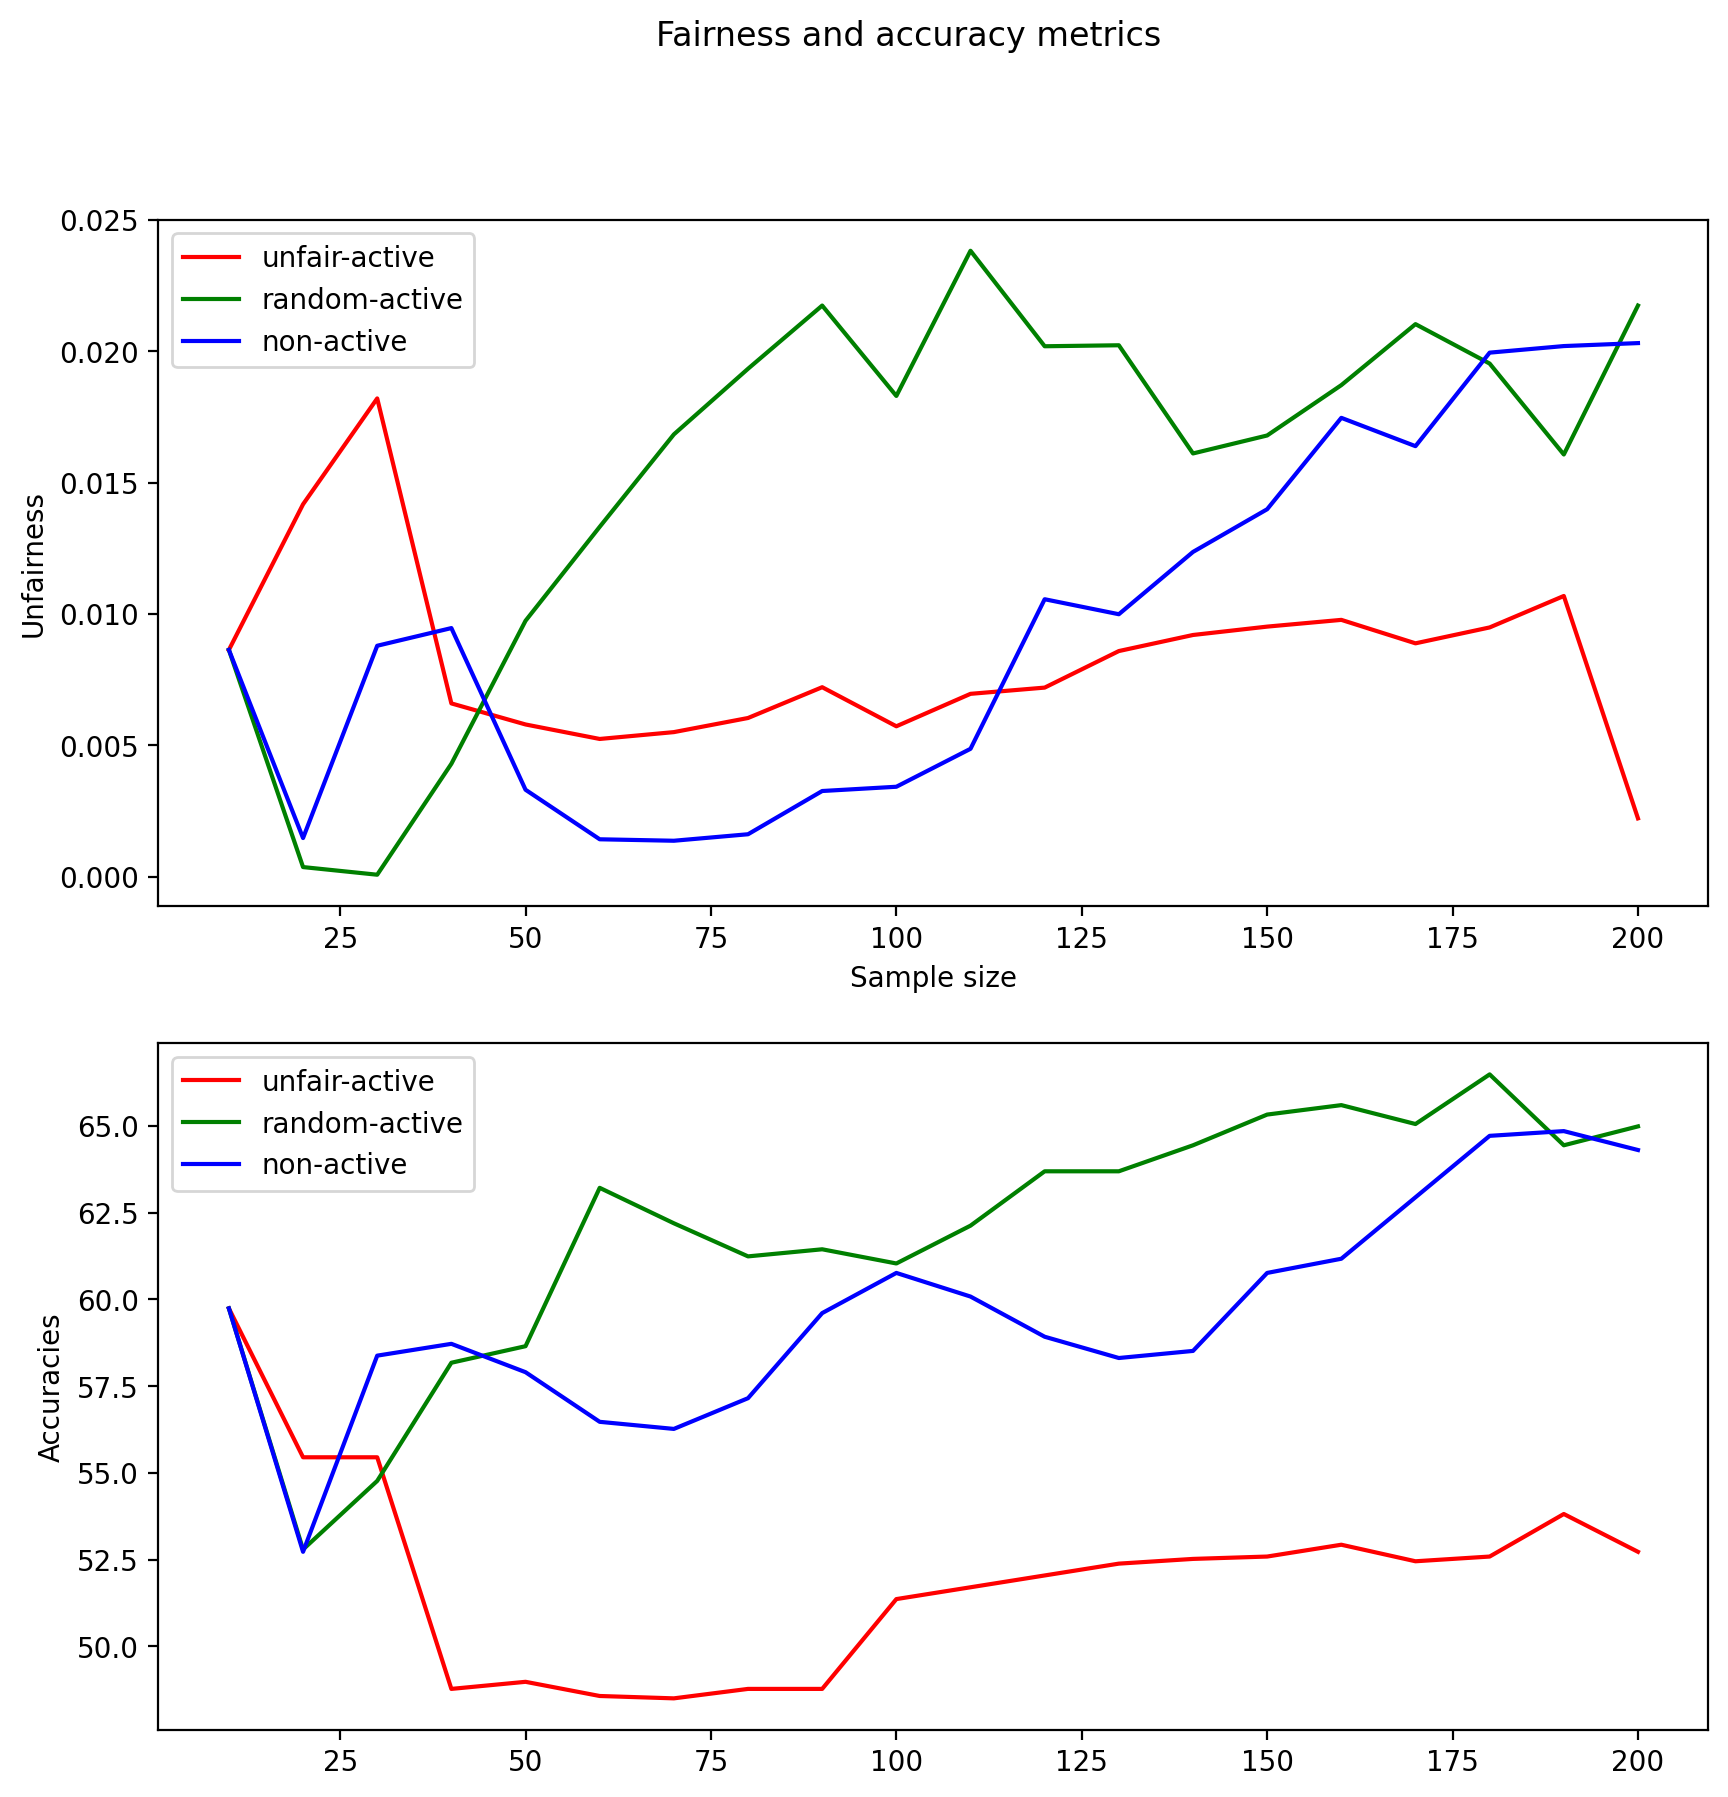 Fairness and accuracy metrics
0.025
0.020
0.015
0.010
0.005
0.000
Unfairness
unfair-active
random-active
non-active
25 50 75 100 125 150 175 200
Sample size
65.0
62.5
60.0
57.5
55.0
52.5
50.0
Accuracies
unfair-active
random-active
non-active
25 50 75 100 125 150 175 200